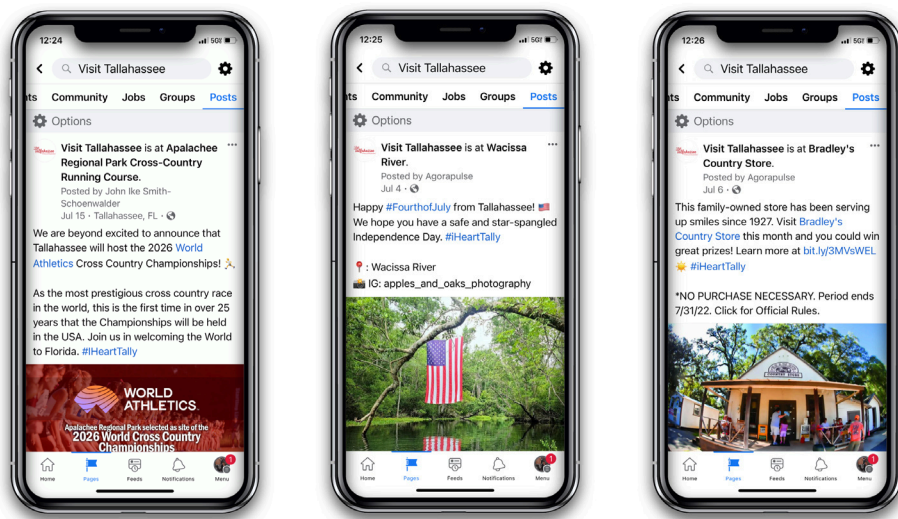 12:24
5G
Visit Tallahassee
Community Jobs Groups Posts
Options
Visit Tallahassee is at Apalachee
Regional Park Cross-Country
Running Course.
Posted by John Ike Smith-
Schoenwalder
Jul 15 · Tallahassee, FL ·
We are beyond excited to announce that
Tallahassee will host the 2026 World
Athletics Cross Country Championships! 🏃
As the most prestigious cross country race
in the world, this is the first time in over 25
years that the Championships will be held
in the USA. Join us in welcoming the World
to Florida. #IHeartTally
WORLD
ATHLETICS.
Apalachee Regional Park selected as site of the
2026 World Cross Country
Championships
Home Pages Feeds Notifications Menu
1
12:25
5G
Visit Tallahassee
ts Community Jobs Groups Posts
Options
Visit Tallahassee is at Wacissa
River.
Posted by Agorapulse
Jul 4 ·
Happy #FourthofJuly from Tallahassee! 🇺🇸
We hope you have a safe and star-spangled
Independence Day. #iHeartTally
📍: Wacissa River
📸 IG: apples_and_oaks_photography
Home Pages Feeds Notifications Menu
1
12:26
5G
Visit Tallahassee
ts Community Jobs Groups Posts
Options
Visit Tallahassee is at Bradley's
Country Store.
Posted by Agorapulse
Jul 6 ·
This family-owned store has been serving
up smiles since 1927. Visit Bradley's
Country Store this month and you could win
great prizes! Learn more at bit.ly/3MVsWEL
☀️ #iHeartTally
*NO PURCHASE NECESSARY. Period ends
7/31/22. Click for Official Rules.
Home Pages Feeds Notifications Menu
1